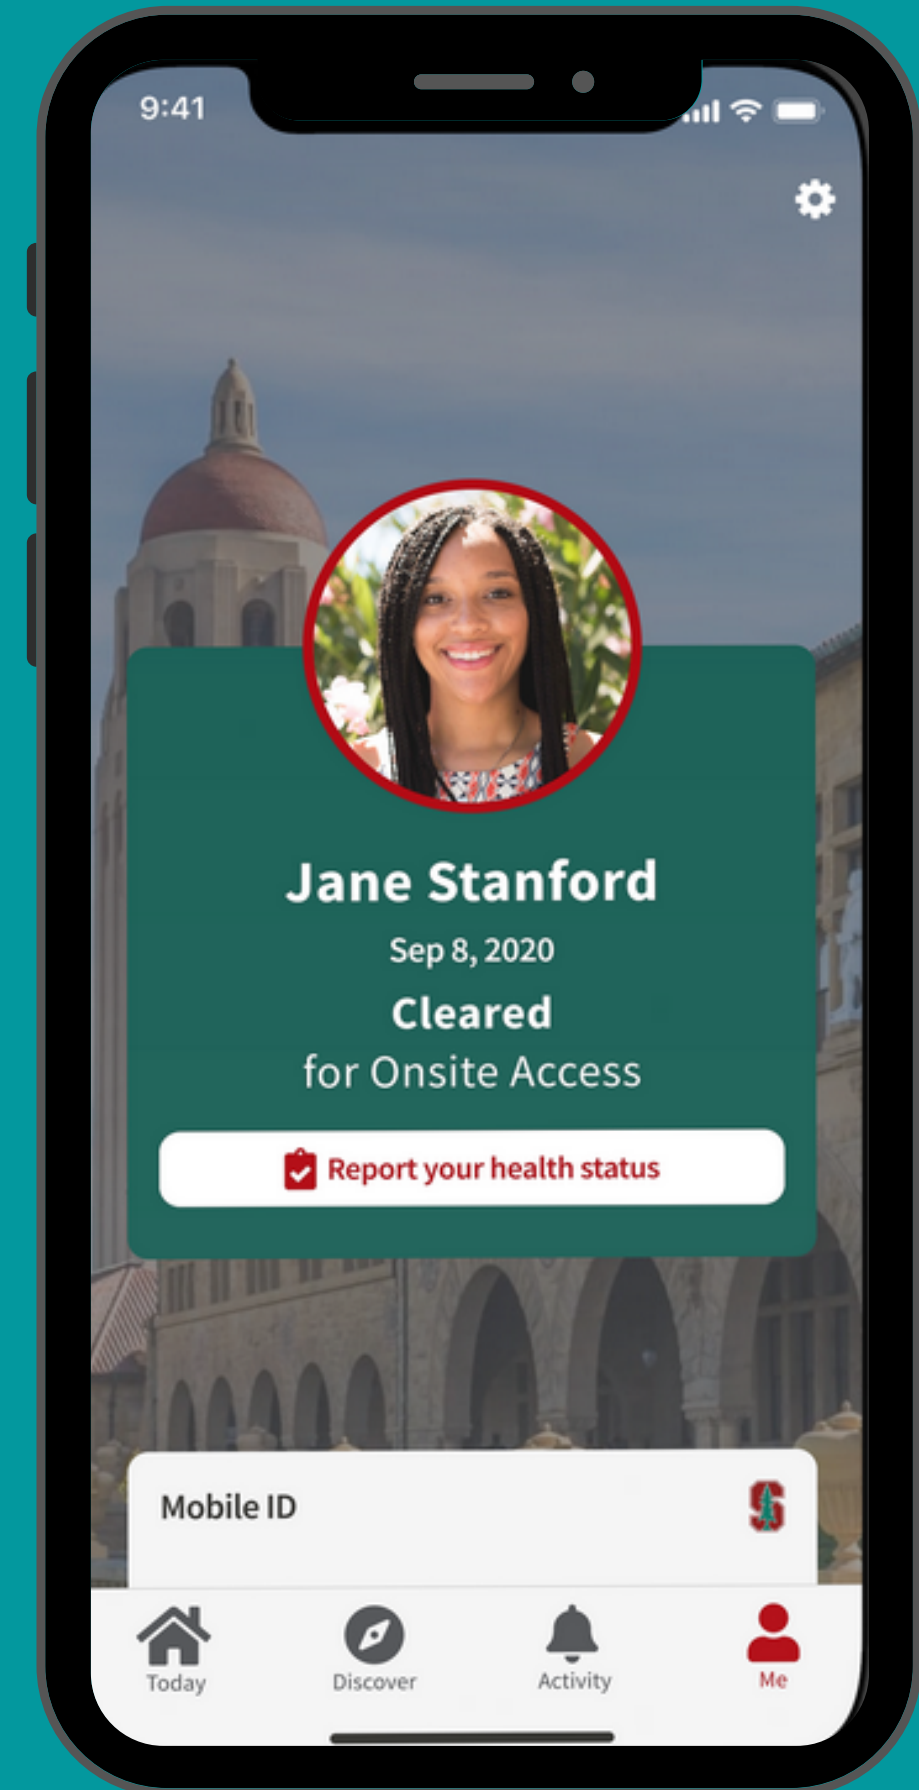 9:41
Jane Stanford
Sep 8, 2020
Cleared
for Onsite Access
Report your health status
Mobile ID
S
Today
Discover
Activity
Me